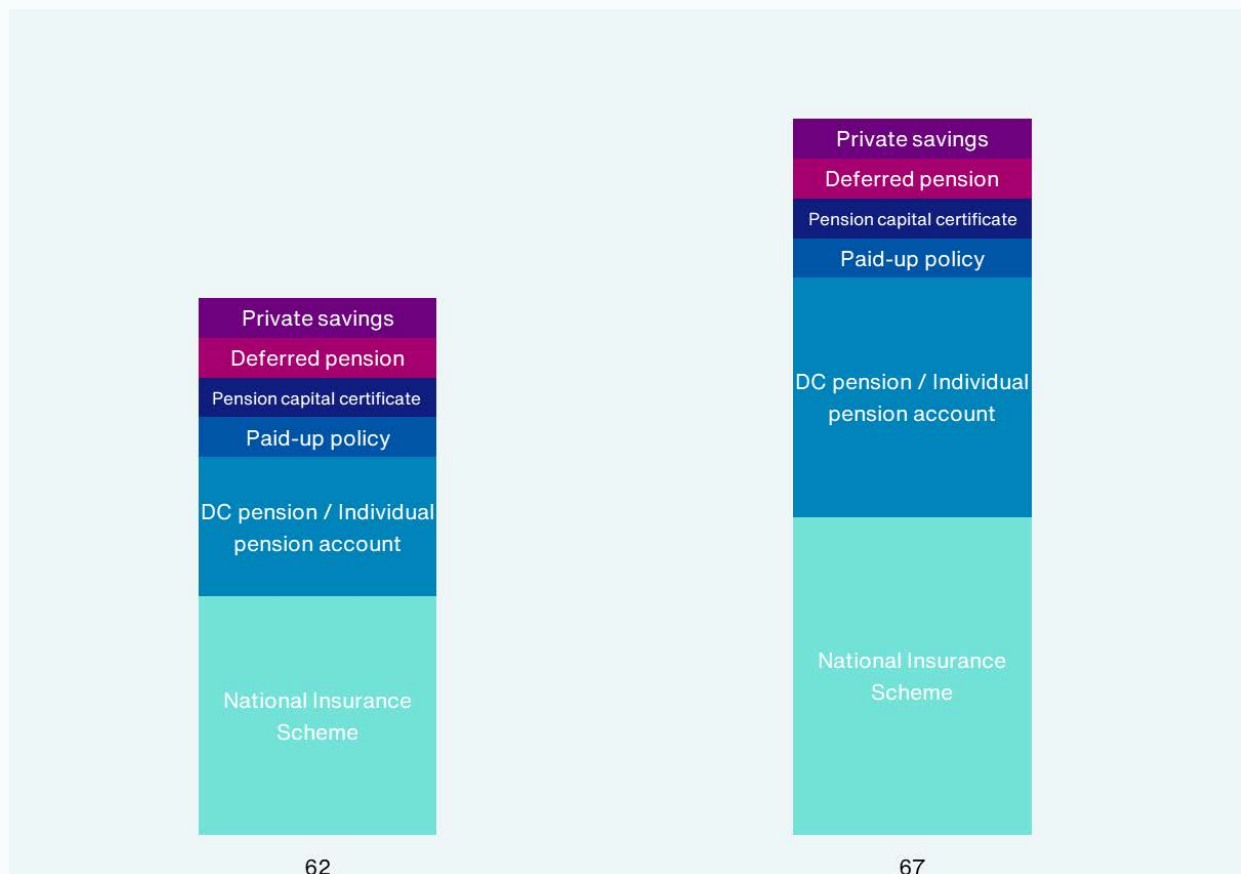 Private savings
Deferred pension
Pension capital certificate
Paid-up policy
DC pension / Individual
pension account
National Insurance
Scheme
62
Private savings
Deferred pension
Pension capital certificate
Paid-up policy
DC pension / Individual
pension account
National Insurance
Scheme
67